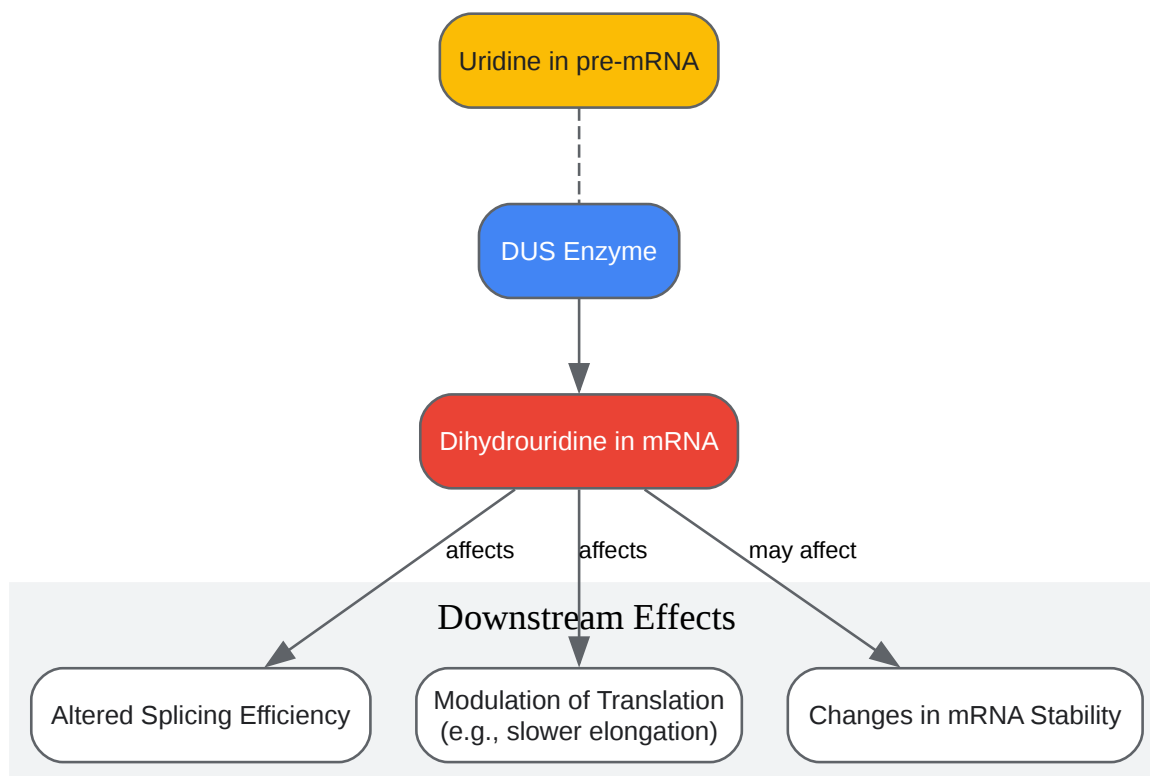 Uridine in pre-mRNA
DUS Enzyme
Dihydrouridine in mRNA
affects
affects
may affect
Downstream Effects
Altered Splicing Efficiency
Modulation of Translation
(e.g., slower elongation)
Changes in mRNA Stability